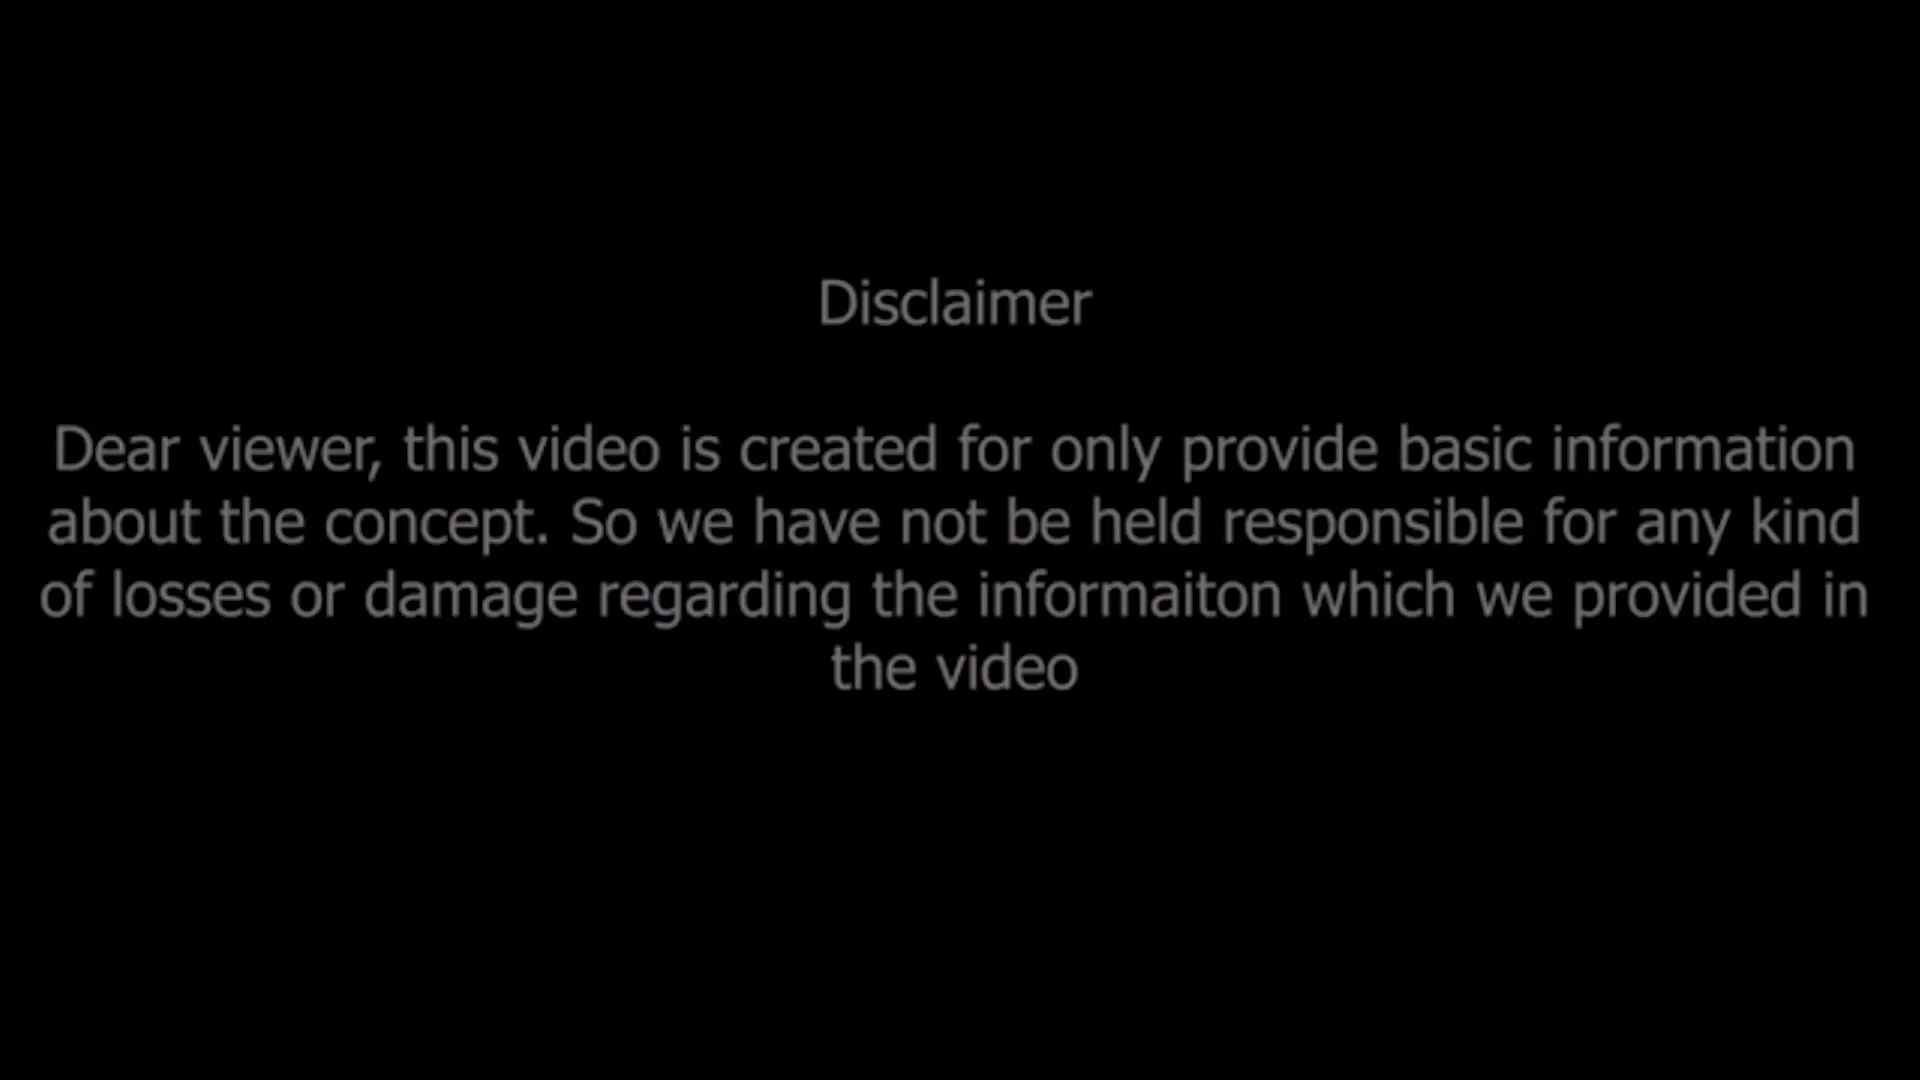 Disclaimer
Dear viewer, this video is created for only provide basic information
about the concept. So we have not be held responsible for any kind
of losses or damage regarding the informaiton which we provided in
the video